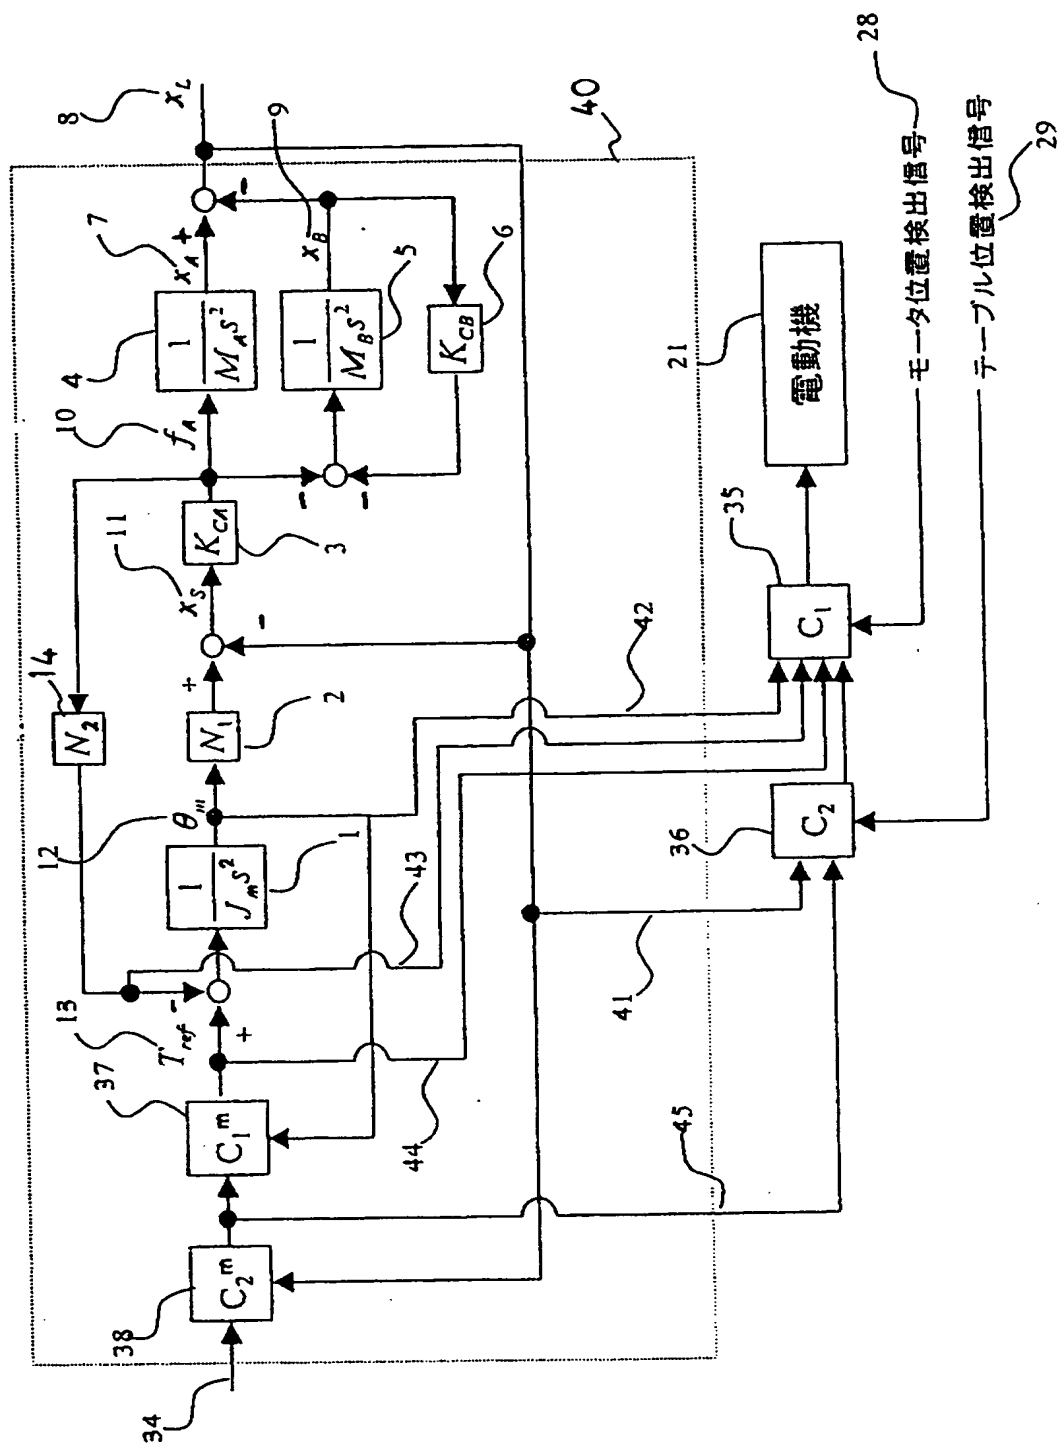 8
x_L
40
7
x_A
+
-
9
x_B
4
1
M_A s^2
1
M_B s^2
5
6
K_CB
10
f_A
-
-
11
x_S
K_CA
3
14
N_2
-
+
N_1
2
12
θ_m
1
J_m s^2
1
43
42
13
T_ref
-
+
37
C_1^m
44
38
C_2^m
34
45
41
36
C_2
35
C_1
21
電動機
モータ位置検出信号
28
テーブル位置検出信号
29